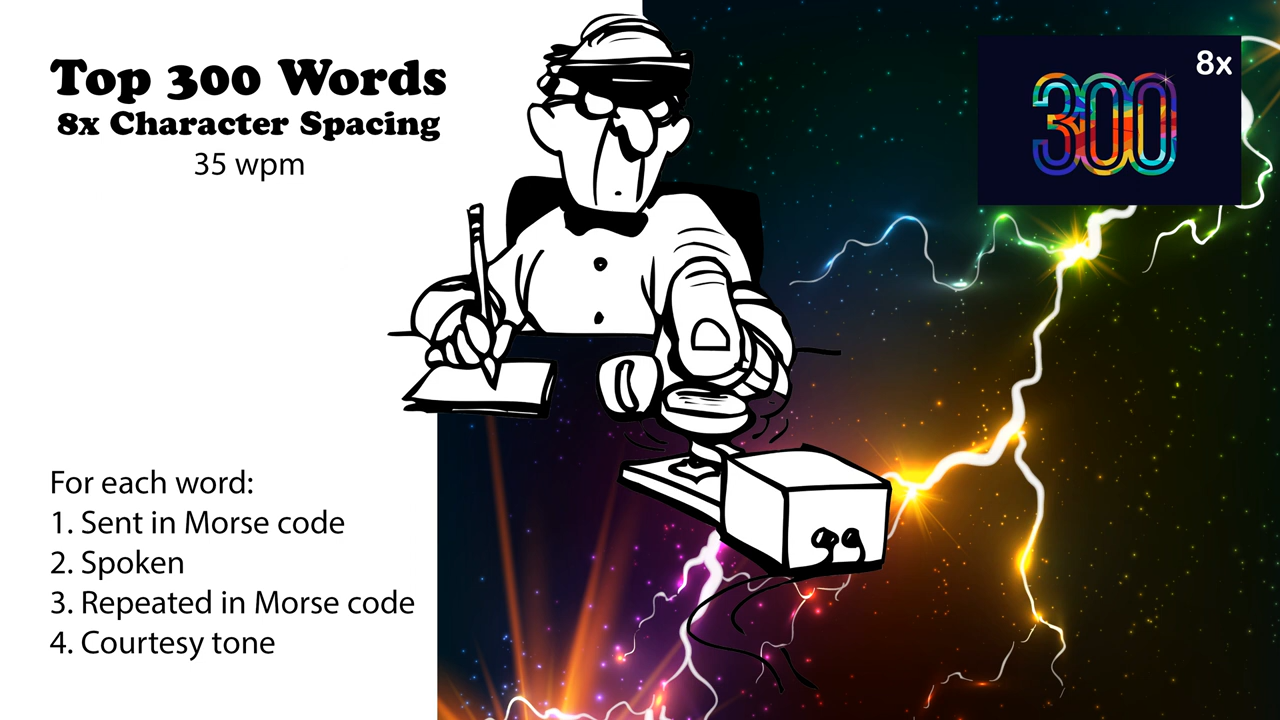 Top 300 Words
8x Character Spacing
35 wpm
8x
300
For each word:
1. Sent in Morse code
2. Spoken
3. Repeated in Morse code
4. Courtesy tone